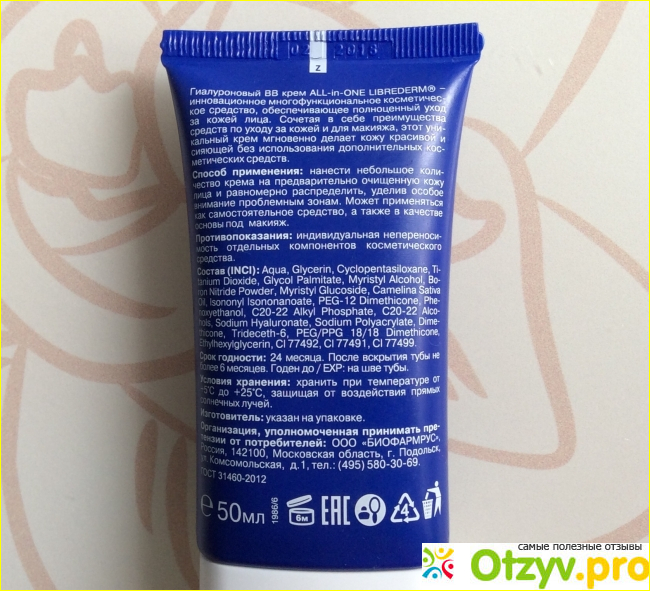 02 2018
Z
Гиалуроновый BB крем ALL-in-ONE LIBREDERM® –
инновационное многофункциональное косметичес-
кое средство, обеспечивающее полноценный уход
за кожей лица. Сочетая в себе преимущества
средств по уходу за кожей и для макияжа, этот уни-
кальный крем мгновенно делает кожу красивой и
сияющей без использования дополнительных кос-
метических средств.
Способ применения: нанести небольшое коли-
чество крема на предварительно очищенную кожу
лица и равномерно распределить, уделив особое
внимание проблемным зонам. Может применяться
как самостоятельное средство, а также в качестве
основы под макияж.
Противопоказания: индивидуальная непереноси-
мость отдельных компонентов косметического
средства.
Состав (INCI): Aqua, Glycerin, Cyclopentasiloxane, Ti-
tanium Dioxide, Glycol Palmitate, Myristyl Alcohol, Bo-
ron Nitride Powder, Myristyl Glucoside, Camelina Sativa
Oil, Isononyl Isononanoate, PEG-12 Dimethicone, Phe-
noxyethanol, C20-22 Alkyl Phosphate, C20-22 Alco-
hols, Sodium Hyaluronate, Sodium Polyacrylate, Dime-
thicone, Trideceth-6, PEG/PPG 18/18 Dimethicone,
Ethylhexylglycerin, CI 77492, CI 77491, CI 77499.
Срок годности: 24 месяца. После вскрытия тубы не
более 6 месяцев. Годен до / EXP: на шве тубы.
Условия хранения: хранить при температуре от
+5°C до +25°C, защищая от воздействия прямых
солнечных лучей.
Изготовитель: указан на упаковке.
Организация, уполномоченная принимать пре-
тензии от потребителей: ООО «БИОФАРМРУС»,
Россия, 142100, Московская область, г. Подольск,
ул. Комсомольская, д.1, тел.: (495) 580-30-69.
ГОСТ 31460-2012
℮ 50мл 1986/6 6м EAC 4
самые полезные отзывы
Otzyv.pro